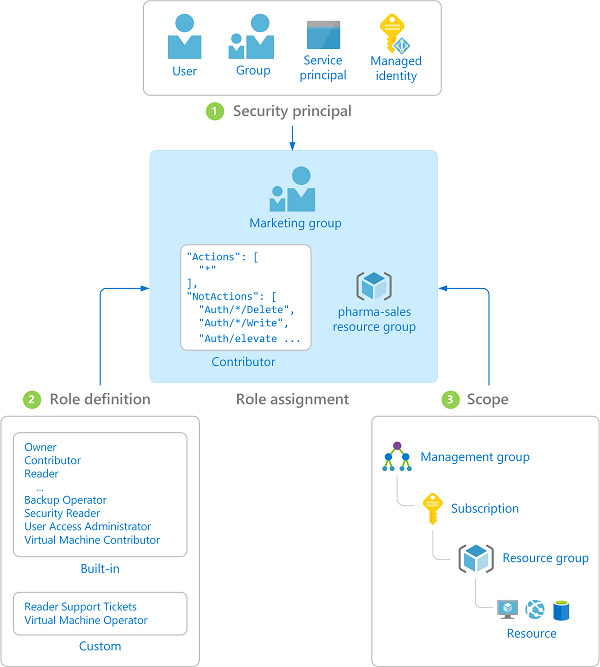 User
Group
Service
principal
Managed
identity
1 Security principal
Marketing group
"Actions": [
"*"
],
"NotActions": [
"Auth/*/Delete",
"Auth/*/Write",
"Auth/elevate ...
Contributor
pharma-sales
resource group
2 Role definition
Role assignment
3 Scope
Owner
Contributor
Reader
...
Backup Operator
Security Reader
User Access Administrator
Virtual Machine Contributor
Built-in
Reader Support Tickets
Virtual Machine Operator
Custom
Management group
Subscription
Resource group
Resource